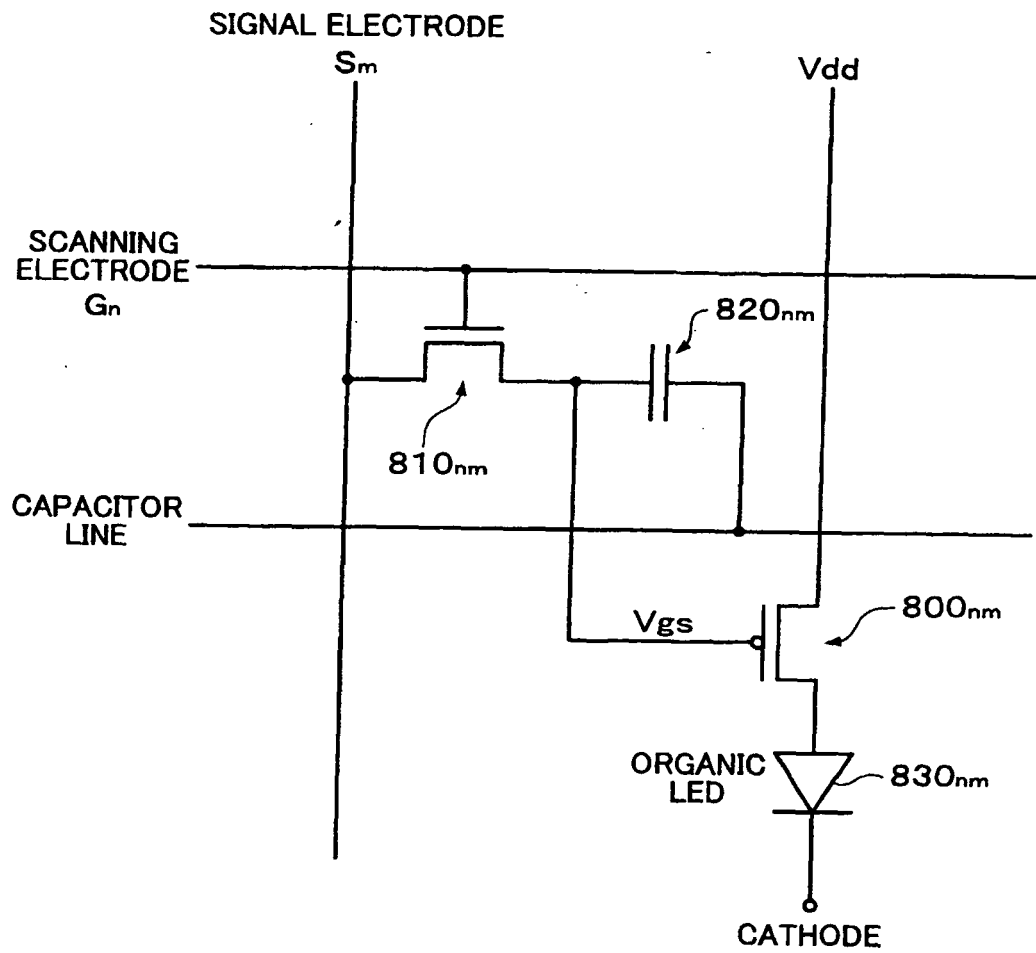 SIGNAL ELECTRODE
Sm
Vdd
SCANNING
ELECTRODE
Gn
820nm
810nm
CAPACITOR
LINE
Vgs
800nm
ORGANIC
LED
830nm
CATHODE